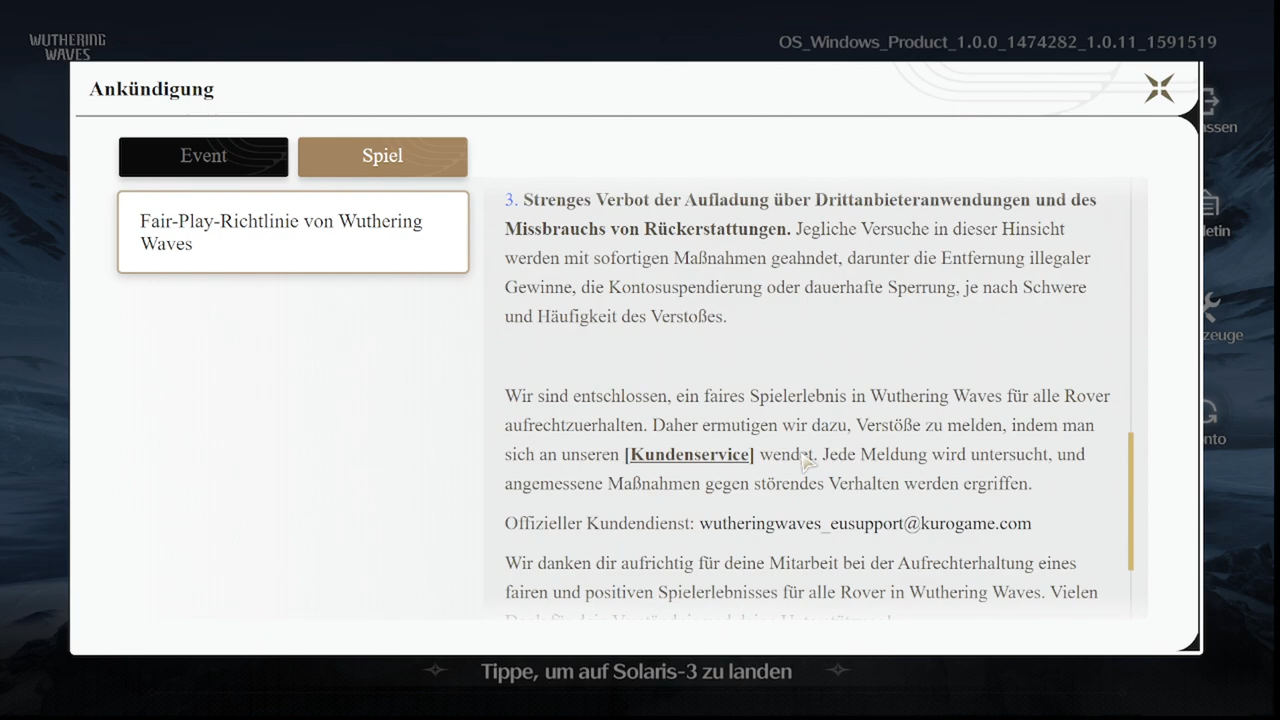 WUTHERING
WAVES
OS_Windows_Product_1.0.0_1474282_1.0.11_1591519
Ankündigung
Event
Spiel
Fair-Play-Richtlinie von Wuthering
Waves
3. Strenges Verbot der Aufladung über Drittanbieteranwendungen und des
Missbrauchs von Rückerstattungen. Jegliche Versuche in dieser Hinsicht
werden mit sofortigen Maßnahmen geahndet, darunter die Entfernung illegaler
Gewinne, die Kontosuspendierung oder dauerhafte Sperrung, je nach Schwere
und Häufigkeit des Verstoßes.
Wir sind entschlossen, ein faires Spielerlebnis in Wuthering Waves für alle Rover
aufrechtzuerhalten. Daher ermutigen wir dazu, Verstöße zu melden, indem man
sich an unseren [Kundenservice] wendet. Jede Meldung wird untersucht, und
angemessene Maßnahmen gegen störendes Verhalten werden ergriffen.
Offizieller Kundendienst: wutheringwaves_eusupport@kurogame.com
Wir danken dir aufrichtig für deine Mitarbeit bei der Aufrechterhaltung eines
fairen und positiven Spielerlebnisses für alle Rover in Wuthering Waves. Vielen
ssen
letin
zeuge
nto
Tippe, um auf Solaris-3 zu landen